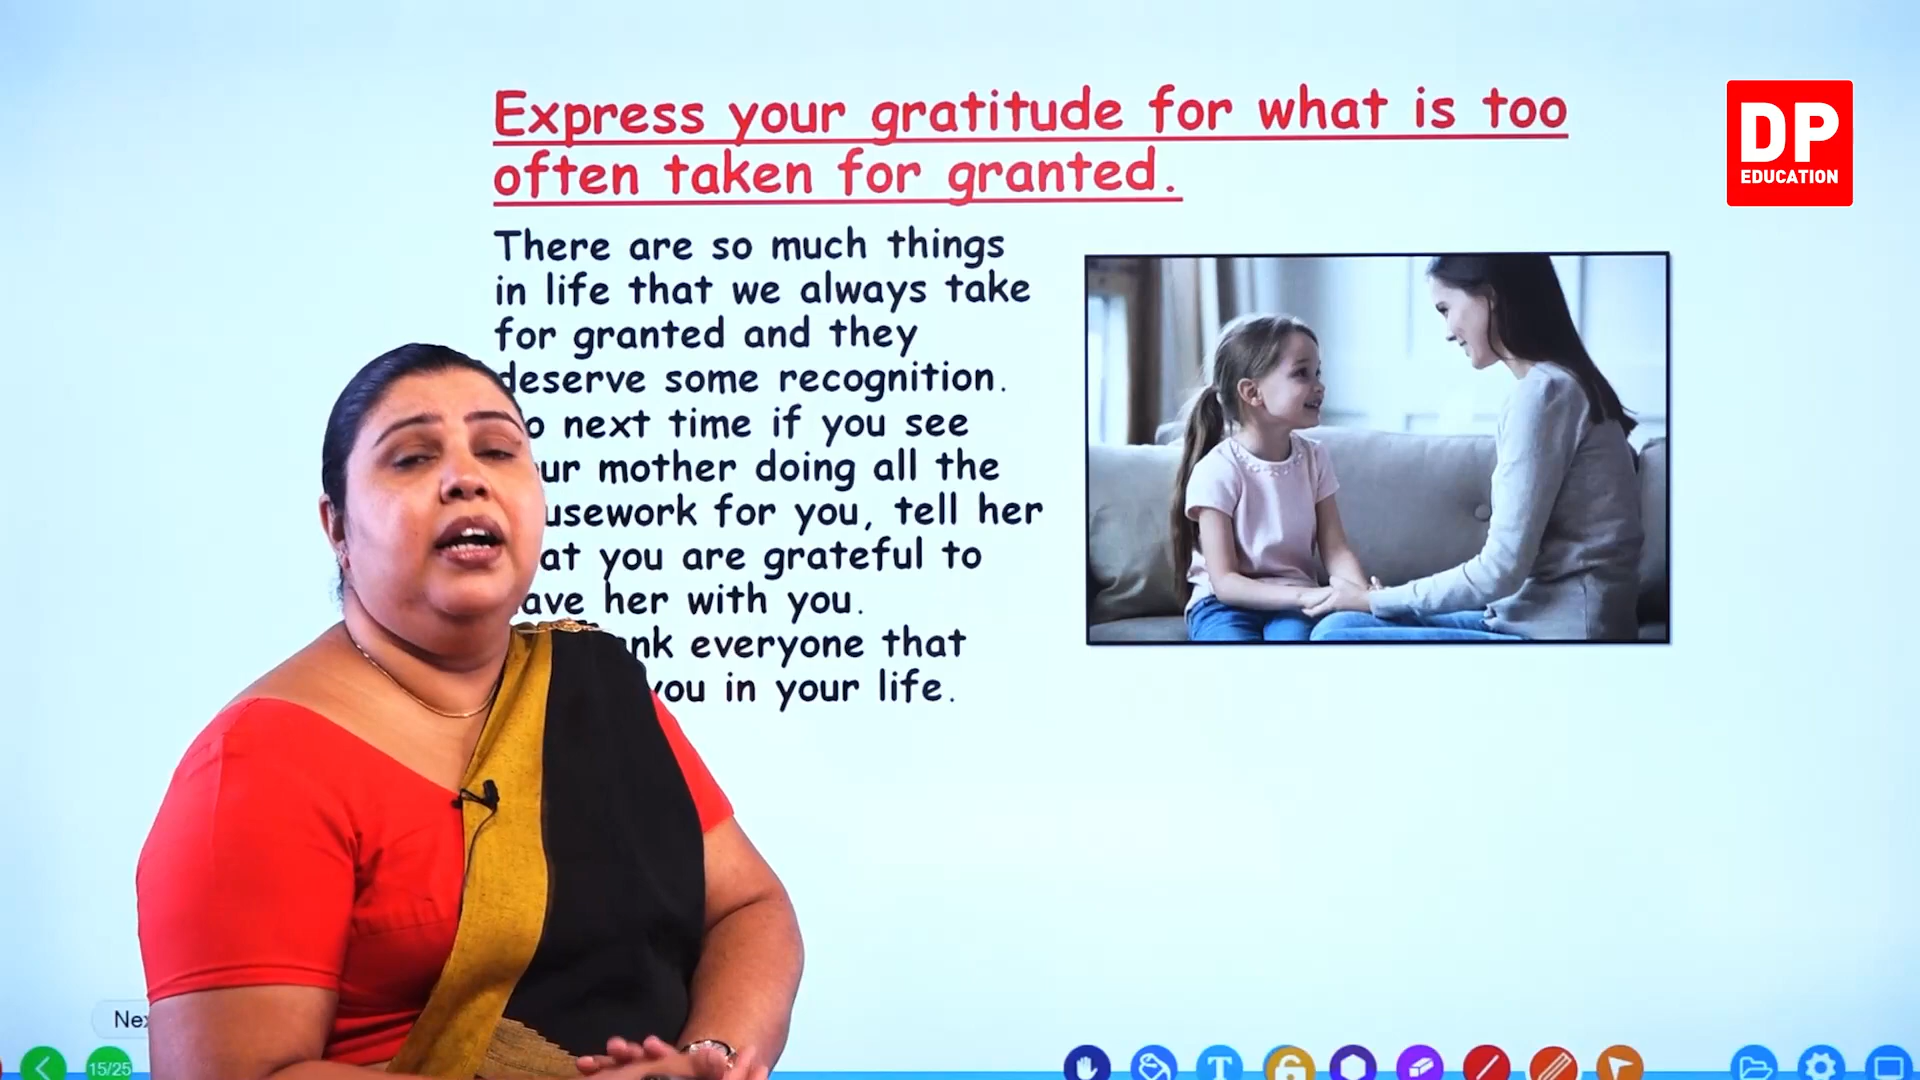 Express your gratitude for what is too
often taken for granted.
DP
EDUCATION
There are so much things
in life that we always take
for granted and they
deserve some recognition.
next time if you see
mother doing all the
for you, tell her
you are grateful to
her with you.
everyone that
you in your life.
15/25
T